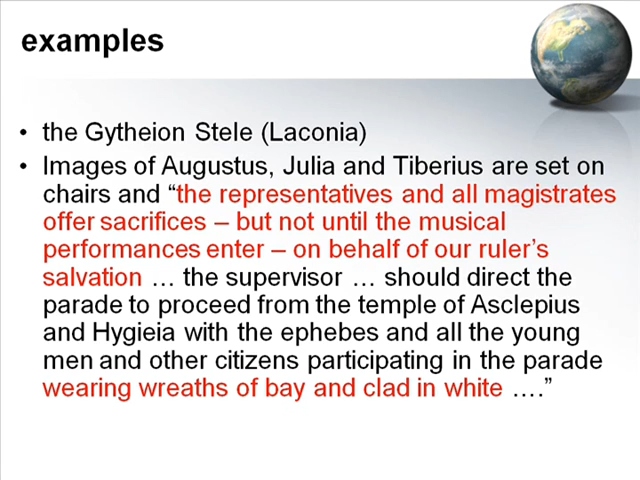 examples
• the Gytheion Stele (Laconia)
• Images of Augustus, Julia and Tiberius are set on
chairs and “the representatives and all magistrates
offer sacrifices – but not until the musical
performances enter – on behalf of our ruler’s
salvation … the supervisor … should direct the
parade to proceed from the temple of Asclepius
and Hygieia with the ephebes and all the young
men and other citizens participating in the parade
wearing wreaths of bay and clad in white ….”